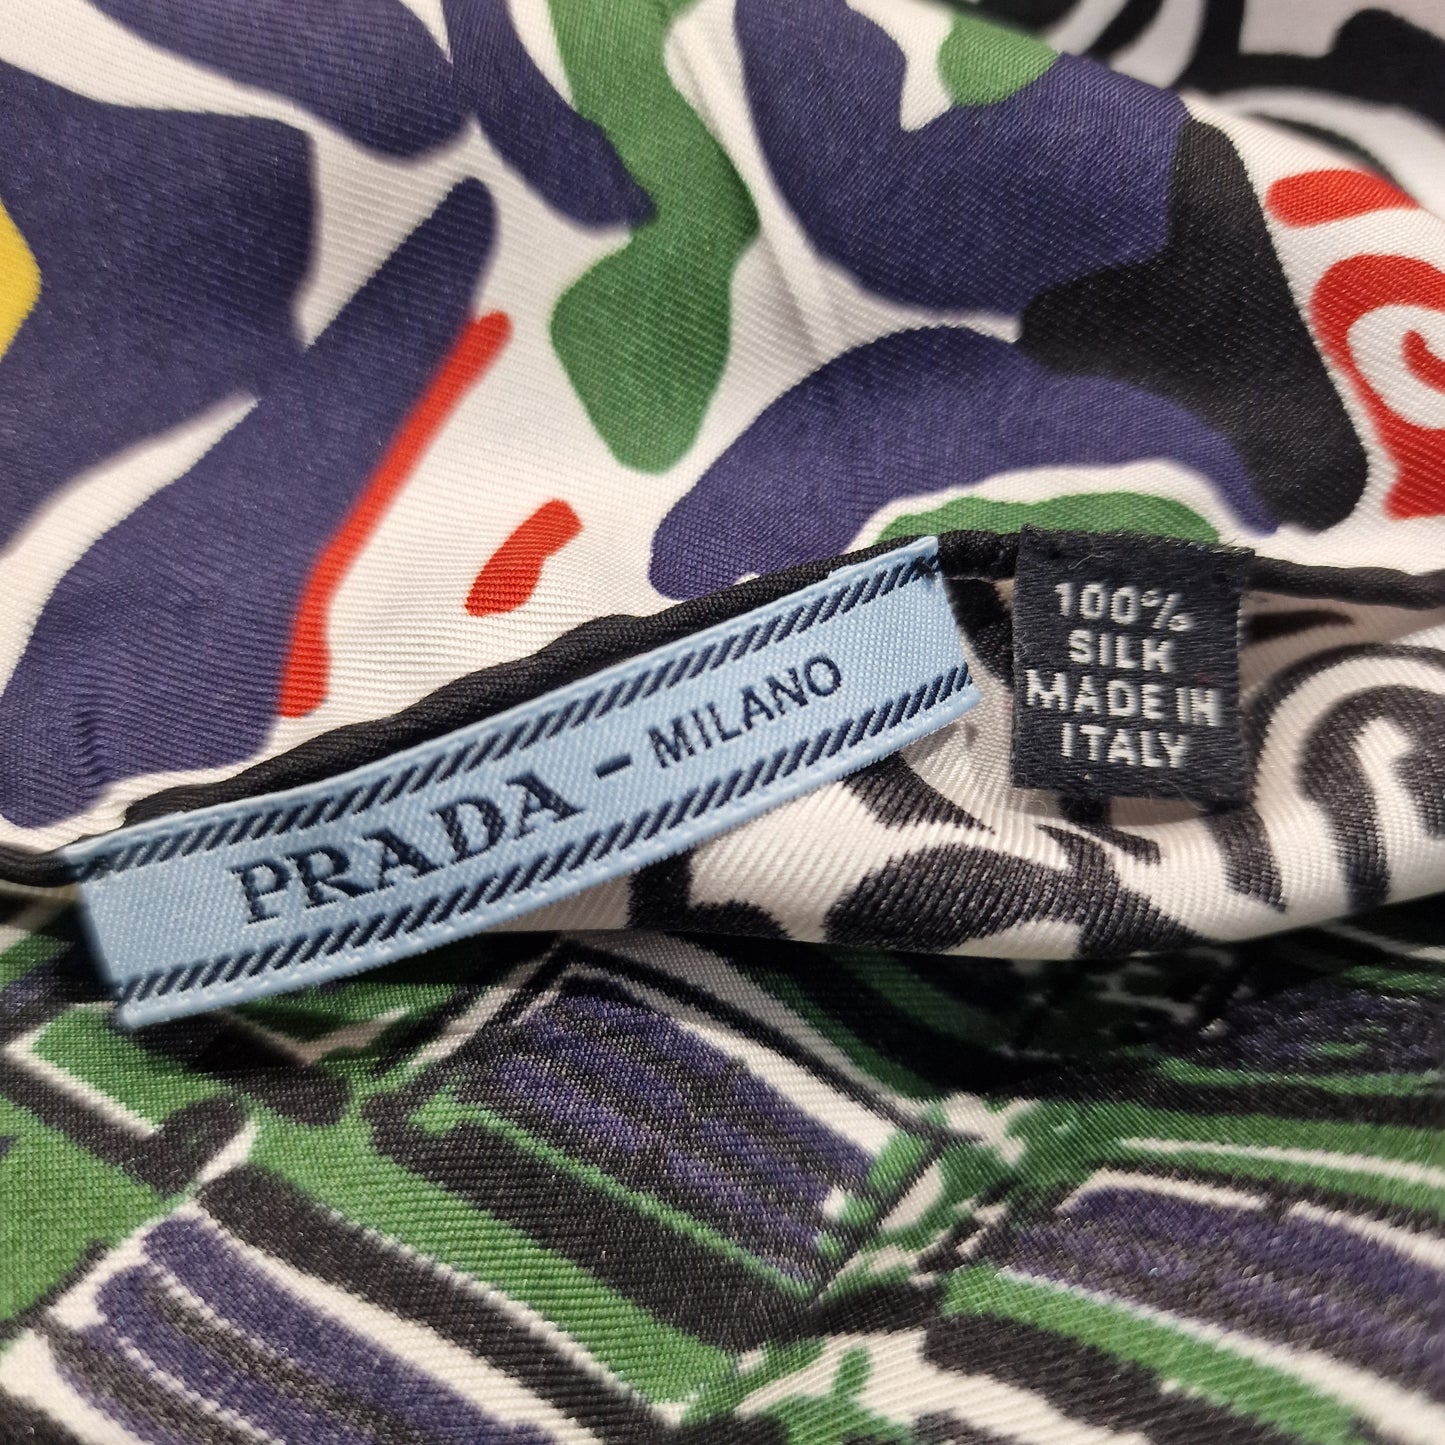 PRADA - MILANO
100%
SILK
MADE IN
ITALY